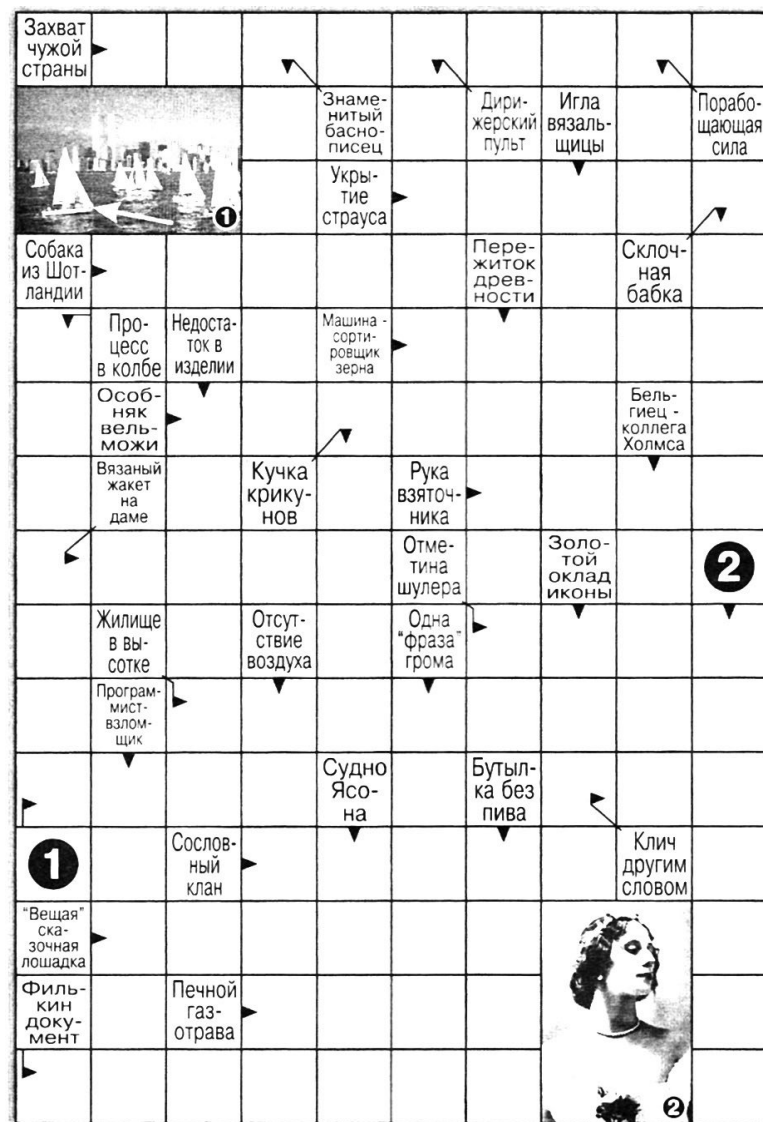 Захват
чужой
страны
Знаме-
нитый
басно-
писец
Дири-
жерский
пульт
Игла
вязаль-
щицы
Порабо-
щающая
сила
1
Укры-
тие
страуса
Собака
из Шот-
ландии
Пере-
житок
древ-
ности
Склоч-
ная
бабка
Про-
цесс
в колбе
Недоста-
ток в
изделии
Машина -
сорти-
ровщик
зерна
Особ-
няк
вель-
можи
Бель-
гиец -
коллега
Холмса
Вязаный
жакет
на
даме
Кучка
крику-
нов
Рука
взяточ-
ника
Отме-
тина
шулера
Золо-
той
оклад
иконы
2
Жилище
в вы-
сотке
Отсут-
ствие
воздуха
Одна
"фраза"
грома
Програм-
мист-
взлом-
щик
Судно
Ясо-
на
Бутыл-
ка без
пива
1
Сослов-
ный
клан
Клич
другим
словом
"Вещая"
ска-
зочная
лошадка
Филь-
кин
доку-
мент
Печной
газ-
отрава
2